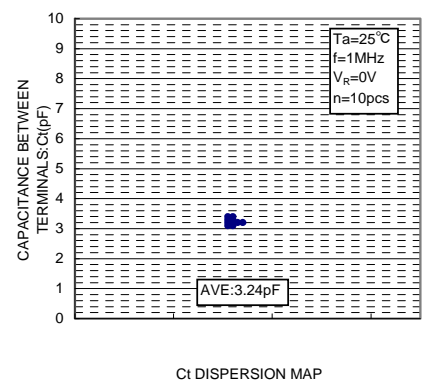 10
9
8
7
6
5
4
3
2
1
0
CAPACITANCE BETWEEN
TERMINALS:Ct(pF)
Ta=25℃
f=1MHz
VR=0V
n=10pcs
AVE:3.24pF
Ct DISPERSION MAP